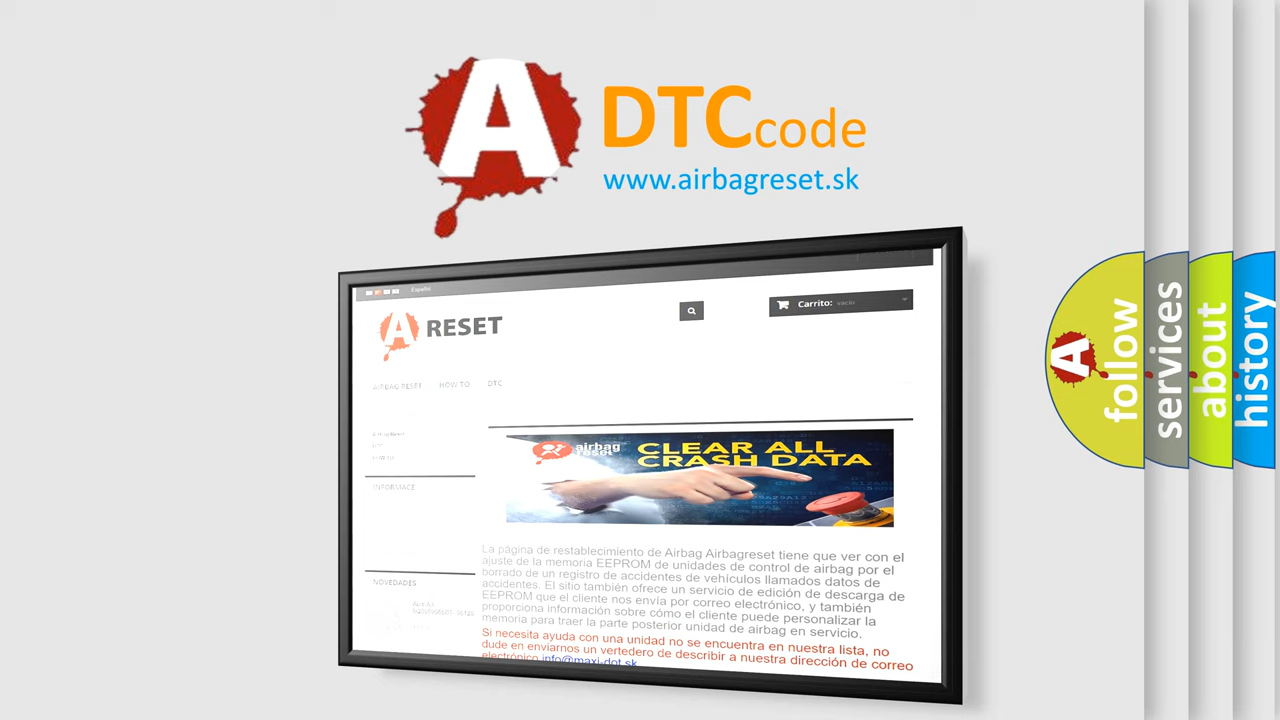 A
DTCcode
www.airbagreset.sk
Español
A RESET
Carrito: vacío
AIRBAG RESET HOW TO DTC
INFORMACE
airbag
reset
CLEAR ALL
CRASH DATA
La página de restablecimiento de Airbag Airbagreset tiene que ver con el
ajuste de la memoria EEPROM de unidades de control de airbag por el
borrado de un registro de accidentes de vehículos llamados datos de
accidentes. El sitio también ofrece un servicio de edición de descarga de
EEPROM que el cliente nos envía por correo electrónico, y también
proporciona información sobre cómo el cliente puede personalizar la
memoria para traer la parte posterior unidad de airbag en servicio.
Si necesita ayuda con una unidad no se encuentra en nuestra lista, no
dude en enviarnos un vertedero de describir a nuestra dirección de correo
electrónico info@maxi-dot.sk
NOVEDADES
A
follow
services
about
history